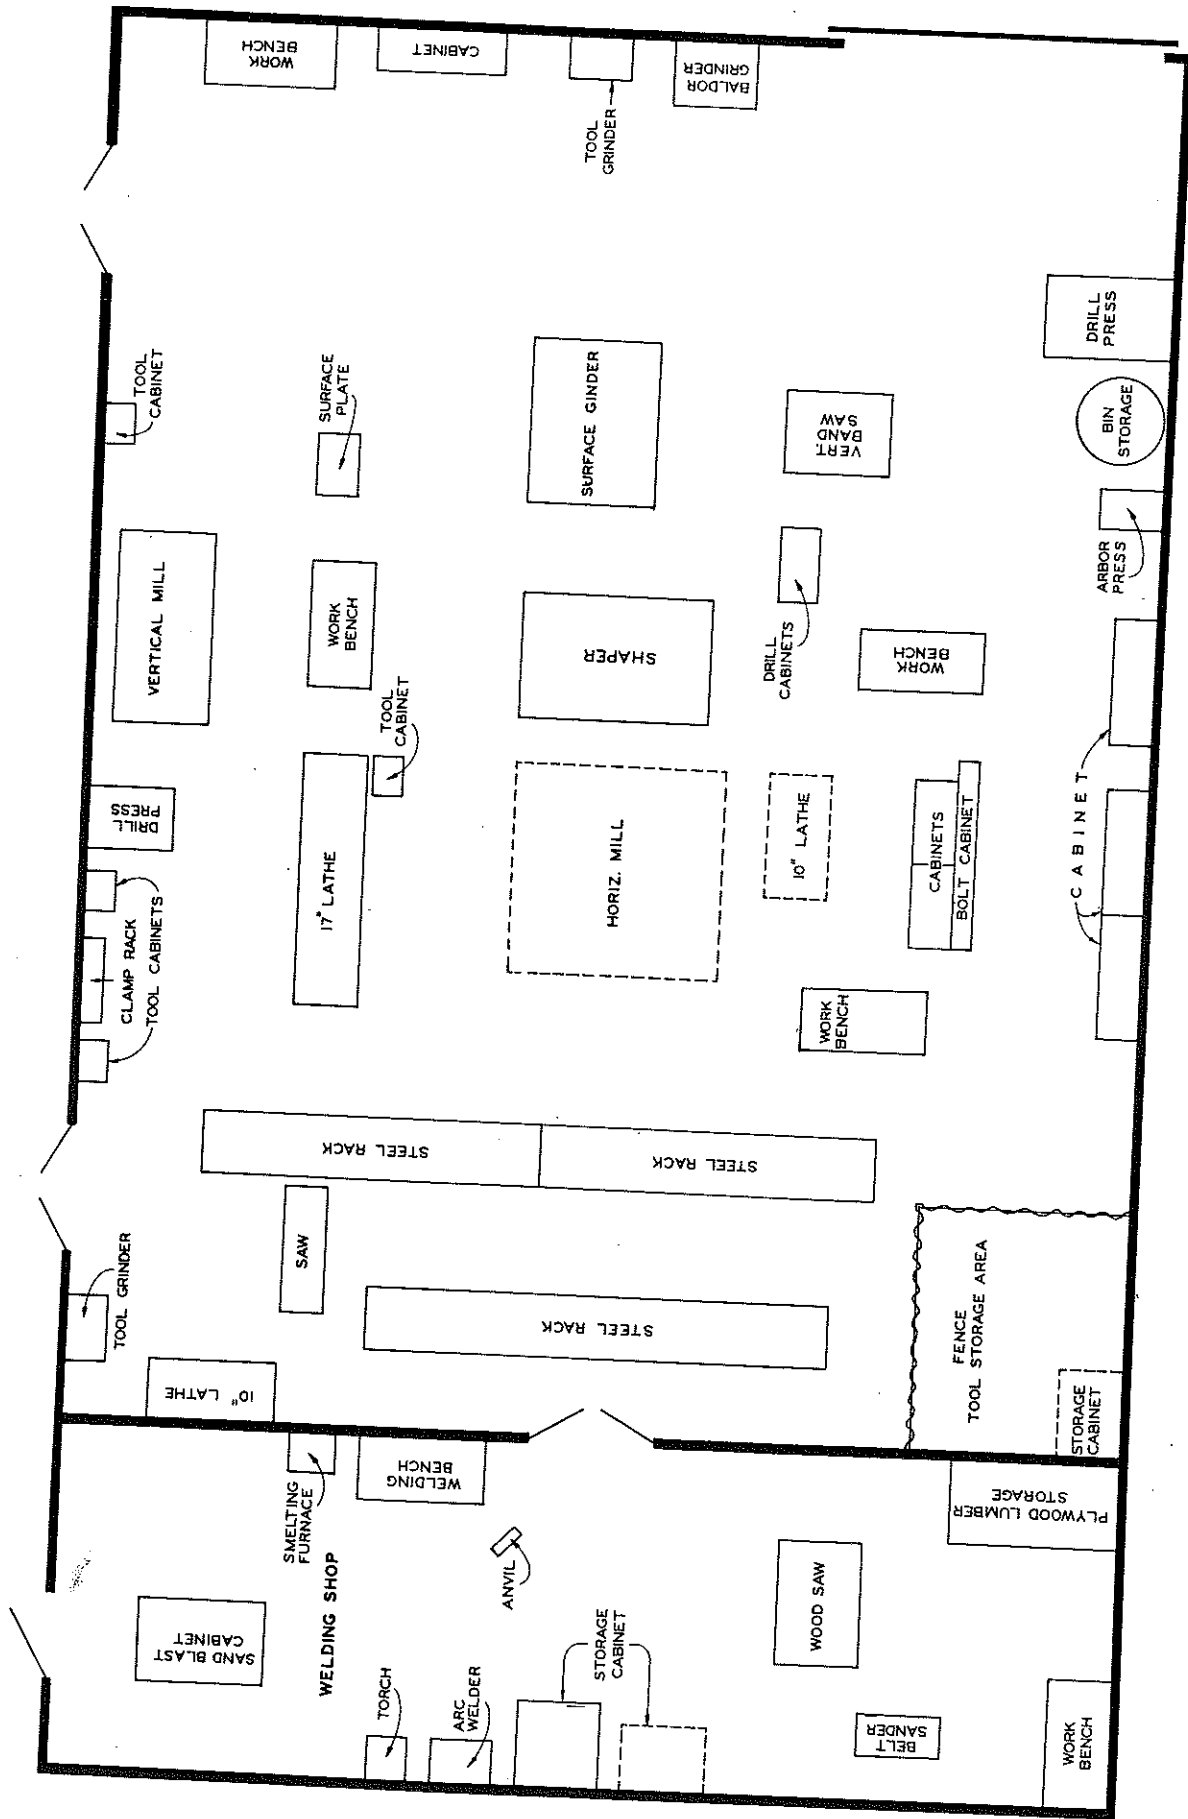 WORK
BENCH
CABINET
TOOL
GRINDER
BALDOR
GRINDER
TOOL
CABINET
SURFACE
PLATE
SURFACE GINDER
VERT.
BAND
SAW
DRILL
PRESS
BIN
STORAGE
VERTICAL MILL
WORK
BENCH
SHAPER
DRILL
CABINETS
WORK
BENCH
ARBOR
PRESS
TOOL
CABINET
DRILL
PRESS
17" LATHE
HORIZ. MILL
10" LATHE
CABINETS
BOLT CABINET
CABINET
CLAMP RACK
TOOL CABINETS
WORK
BENCH
STEEL RACK
STEEL RACK
SAW
STEEL RACK
TOOL GRINDER
10" LATHE
FENCE
TOOL STORAGE AREA
STORAGE
CABINET
SMELTING
FURNACE
WELDING
BENCH
PLYWOOD LUMBER
STORAGE
WELDING SHOP
ANVIL
SAND BLAST
CABINET
WOOD SAW
STORAGE
CABINET
TORCH
ARC
WELDER
BELT
SANDER
WORK
BENCH